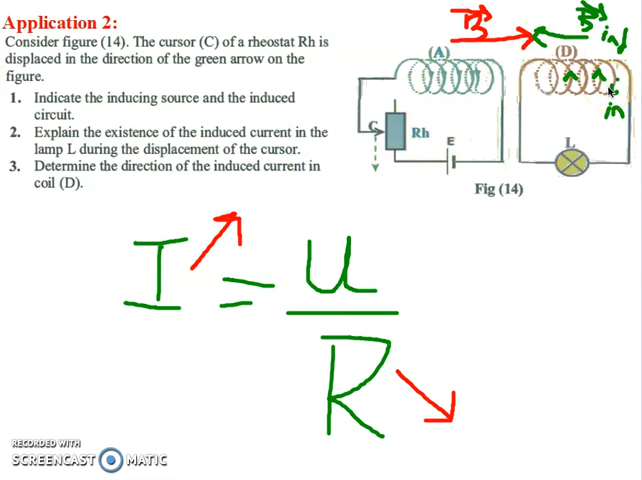 Application 2:
Consider figure (14). The cursor (C) of a rheostat Rh is
displaced in the direction of the green arrow on the
figure.
1. Indicate the inducing source and the induced
circuit.
2. Explain the existence of the induced current in the
lamp L during the displacement of the cursor.
3. Determine the direction of the induced current in
coil (D).
B
B ind
(A)
(D)
i
in
C
Rh
E
L
Fig (14)
I = U
R
RECORDED WITH
SCREENCAST MATIC